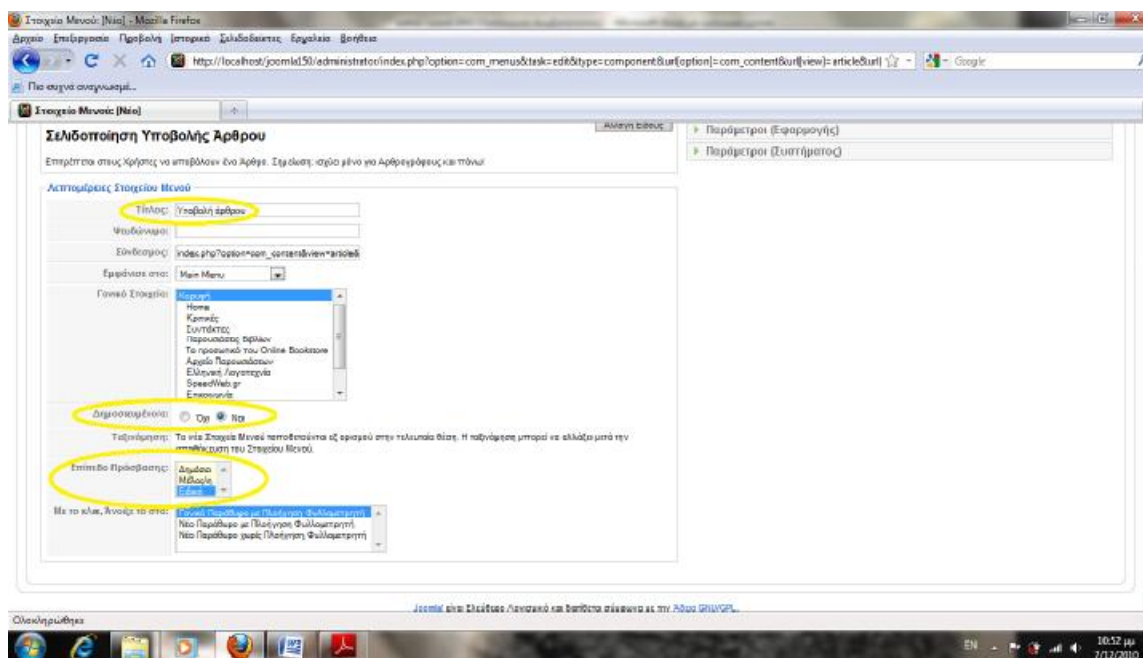 Στοιχείο Μενού: [Νέο] - Mozilla Firefox
Αρχείο Επεξεργασία Προβολή Ιστορικό Σελιδοδείκτες Εργαλεία Βοήθεια
http://localhost/joomla150/administrator/index.php?option=com_menus&task=edit&type=component&url[option]=com_content&url[view]=article&url[
Google
Πιο συχνά αναγνωσμέ...
Στοιχείο Μενού: [Νέο]
Σελιδοποίηση Υποβολής Άρθρου
Αλλαγή Είδους
Επιτρέπεται στους Χρήστες να υποβάλουν ένα Άρθρο. Σημείωση: ισχύει μόνο για Αρθρογράφους και πάνω!
Παράμετροι (Εφαρμογής)
Παράμετροι (Συστήματος)
Λεπτομέρειες Στοιχείου Μενού
Τίτλος: Υποβολή άρθρου
Ψευδώνυμο:
Σύνδεσμος: index.php?option=com_content&view=article&
Εμφάνιση στο: Main Menu
Γονικό Στοιχείο: Κορυφή
Home
Κριτικές
Συντάκτες
Παρουσιάσεις Βιβλίων
Το προσωπικό του Online Bookstore
Αρχείο Παρουσιάσεων
Ελληνική Λογοτεχνία
SpeedWeb.gr
Επικοινωνία
Δημοσιευμένο/α: Όχι Ναι
Ταξινόμηση: Τα νέα Στοιχεία Μενού τοποθετούνται εξ ορισμού στην τελευταία θέση. Η ταξινόμηση μπορεί να αλλάξει μετά την
αποθήκευση του Στοιχείου Μενού.
Επίπεδο Πρόσβασης: Δημόσιο
Μέλος/η
Ειδικό
Με το κλικ, Άνοιξε το στο: Γονικό Παράθυρο με Πλοήγηση Φυλλομετρητή
Νέο Παράθυρο με Πλοήγηση Φυλλομετρητή
Νέο Παράθυρο χωρίς Πλοήγηση Φυλλομετρητή
Joomla! είναι Ελεύθερο Λογισμικό και διατίθεται σύμφωνα με την Άδεια GNU/GPL.
Ολοκληρώθηκε
EN
10:52 μμ
7/12/2010